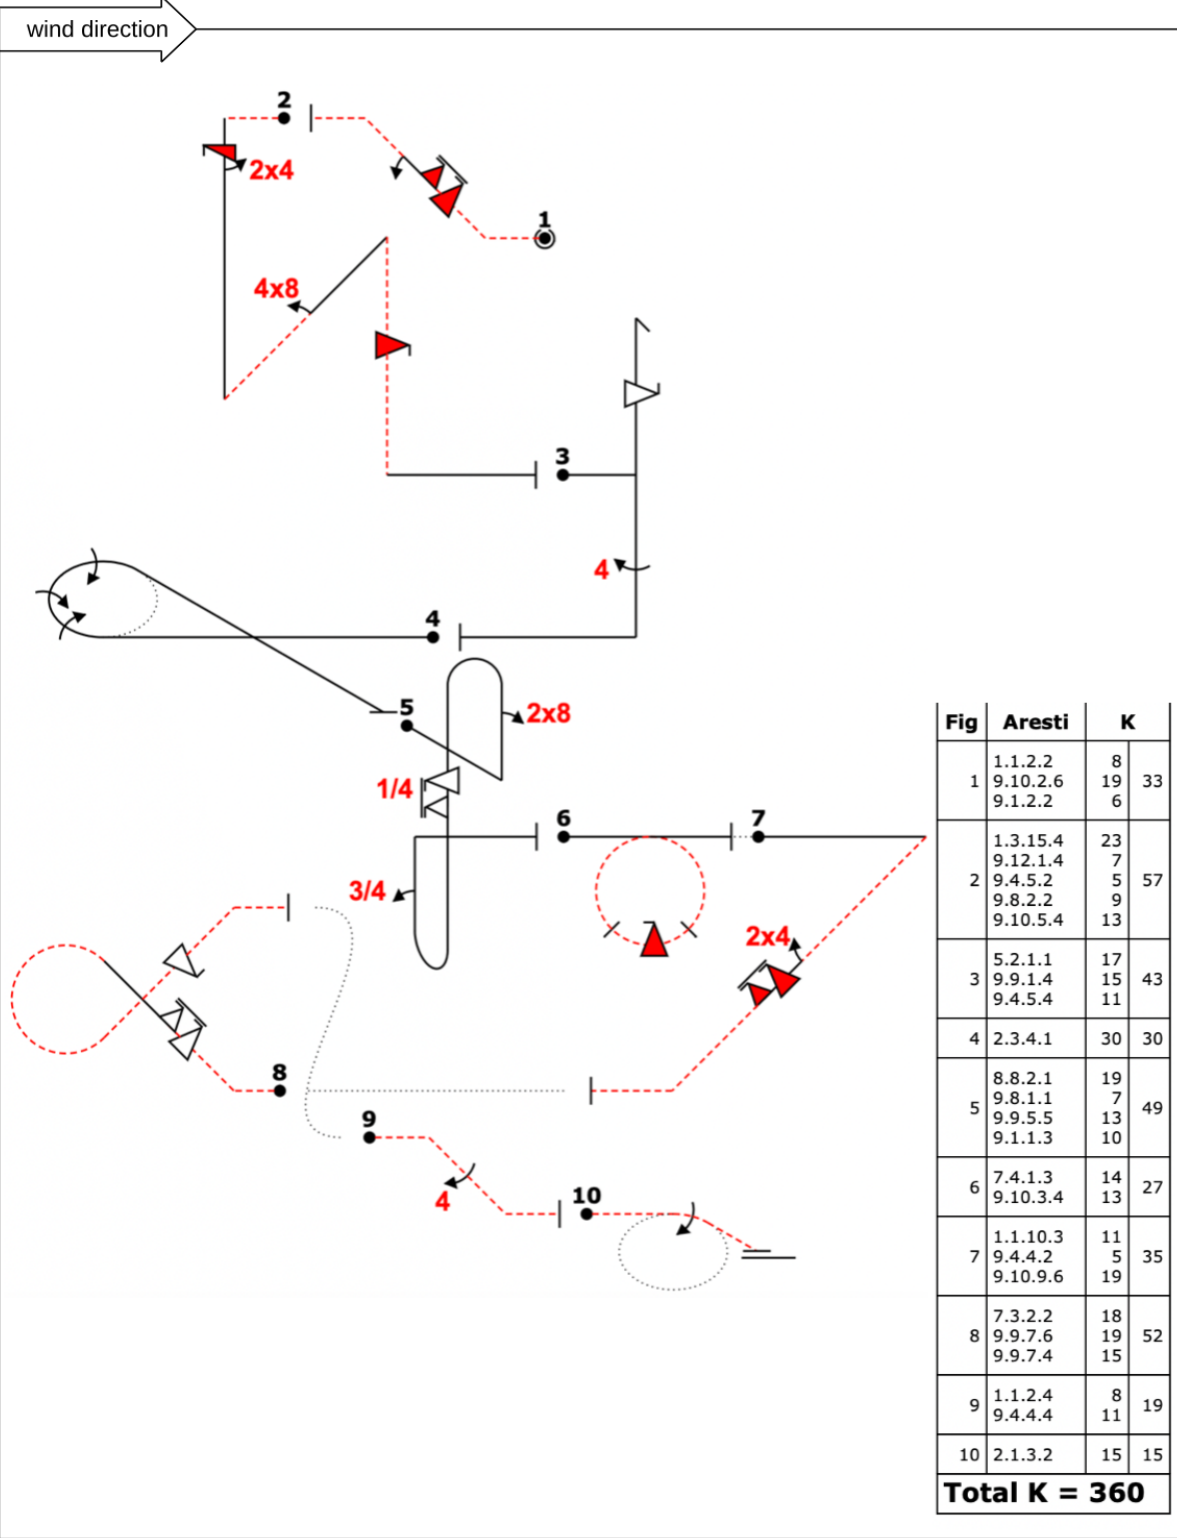 wind direction
2
2x4
1
4x8
3
4
4
5
2x8
1/4
6
7
3/4
2x4
8
9
4
10
Fig Aresti K
1 1.1.2.2 8 33
9.10.2.6 19
9.1.2.2 6
2 1.3.15.4 23 57
9.12.1.4 7
9.4.5.2 5
9.8.2.2 9
9.10.5.4 13
3 5.2.1.1 17 43
9.9.1.4 15
9.4.5.4 11
4 2.3.4.1 30 30
5 8.8.2.1 19 49
9.8.1.1 7
9.9.5.5 13
9.1.1.3 10
6 7.4.1.3 14 27
9.10.3.4 13
7 1.1.10.3 11 35
9.4.4.2 5
9.10.9.6 19
8 7.3.2.2 18 52
9.9.7.6 19
9.9.7.4 15
9 1.1.2.4 8 19
9.4.4.4 11
10 2.1.3.2 15 15
Total K = 360